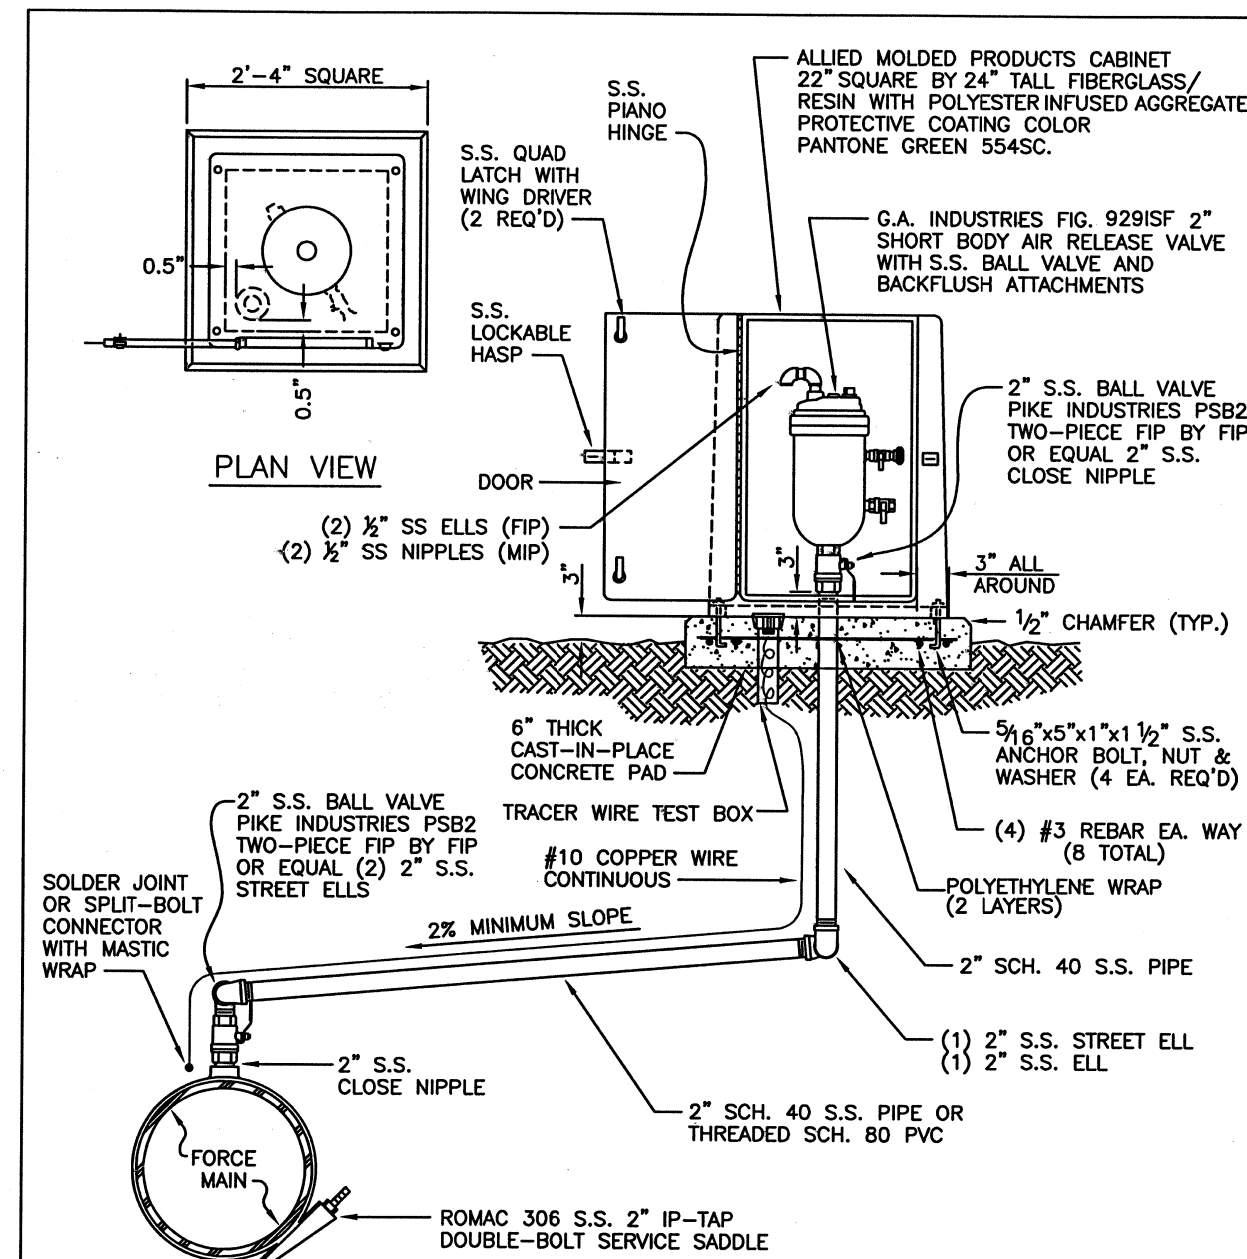 2'-4" SQUARE
0.5"
0.5"
PLAN VIEW
S.S.
PIANO
HINGE
S.S. QUAD
LATCH WITH
WING DRIVER
(2 REQ'D)
S.S.
LOCKABLE
HASP
DOOR
(2) ½" SS ELLS (FIP)
(2) ½" SS NIPPLES (MIP)
ALLIED MOLDED PRODUCTS CABINET
22" SQUARE BY 24" TALL FIBERGLASS/
RESIN WITH POLYESTER INFUSED AGGREGATE
PROTECTIVE COATING COLOR
PANTONE GREEN 554SC.
G.A. INDUSTRIES FIG. 929ISF 2"
SHORT BODY AIR RELEASE VALVE
WITH S.S. BALL VALVE AND
BACKFLUSH ATTACHMENTS
2" S.S. BALL VALVE
PIKE INDUSTRIES PSB2
TWO-PIECE FIP BY FIP
OR EQUAL 2" S.S.
CLOSE NIPPLE
3"
3"
3" ALL
AROUND
½" CHAMFER (TYP.)
6" THICK
CAST-IN-PLACE
CONCRETE PAD
5/16"x5"x1"x1 ½" S.S.
ANCHOR BOLT, NUT &
WASHER (4 EA. REQ'D)
TRACER WIRE TEST BOX
(4) #3 REBAR EA. WAY
(8 TOTAL)
#10 COPPER WIRE
CONTINUOUS
POLYETHYLENE WRAP
(2 LAYERS)
2" S.S. BALL VALVE
PIKE INDUSTRIES PSB2
TWO-PIECE FIP BY FIP
OR EQUAL (2) 2" S.S.
STREET ELLS
SOLDER JOINT
OR SPLIT-BOLT
CONNECTOR
WITH MASTIC
WRAP
2% MINIMUM SLOPE
2" SCH. 40 S.S. PIPE
(1) 2" S.S. STREET ELL
(1) 2" S.S. ELL
2" S.S.
CLOSE NIPPLE
2" SCH. 40 S.S. PIPE OR
THREADED SCH. 80 PVC
FORCE
MAIN
ROMAC 306 S.S. 2" IP-TAP
DOUBLE-BOLT SERVICE SADDLE